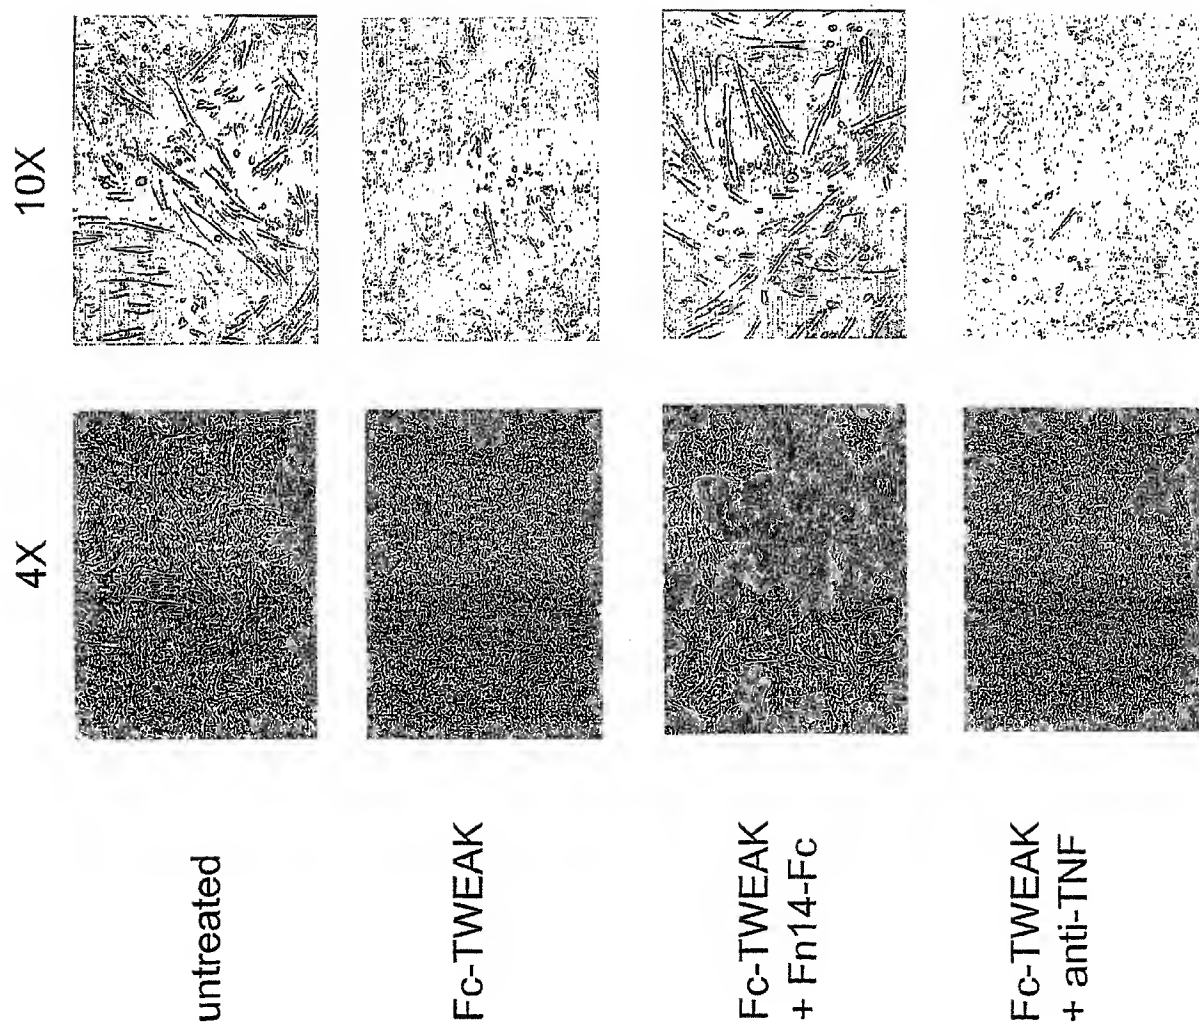 4X
10X
untreated
Fc-TWEAK
Fc-TWEAK
+ Fn14-Fc
Fc-TWEAK
+ anti-TNF